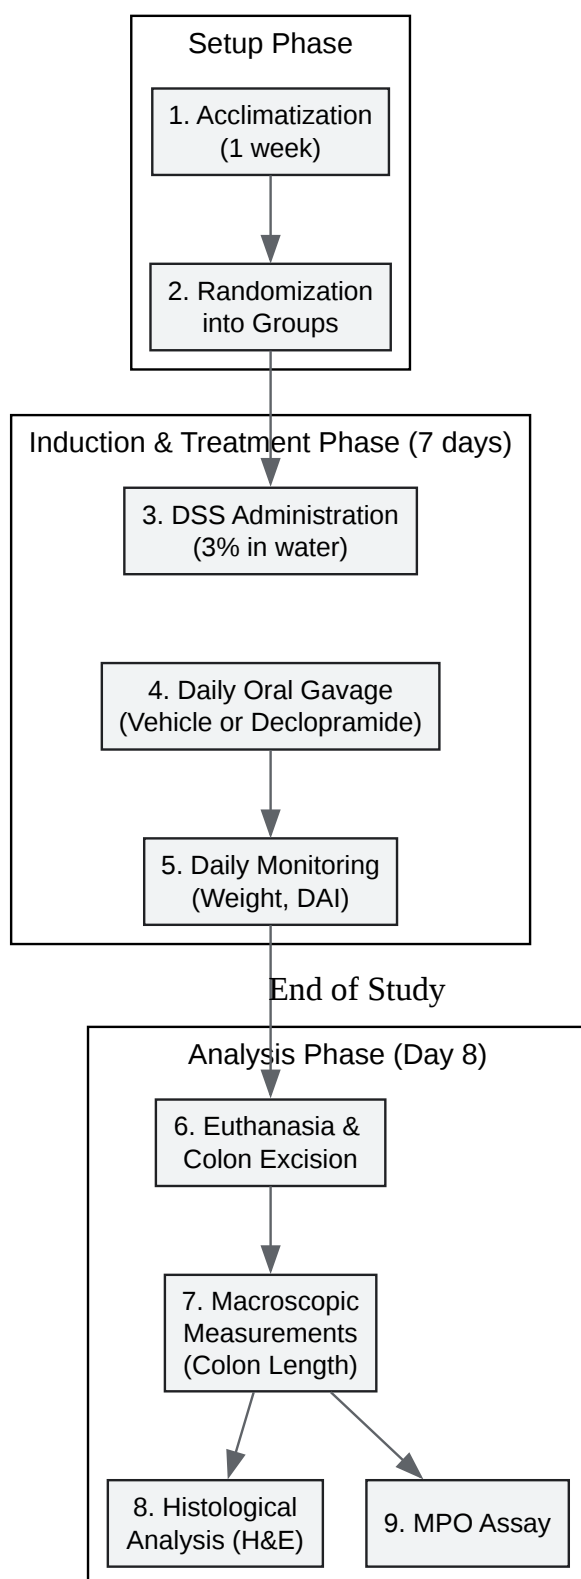 Setup Phase
1. Acclimatization
(1 week)
2. Randomization
into Groups
Induction & Treatment Phase (7 days)
3. DSS Administration
(3% in water)
4. Daily Oral Gavage
(Vehicle or Declopramide)
5. Daily Monitoring
(Weight, DAI)
End of Study
Analysis Phase (Day 8)
6. Euthanasia &
Colon Excision
7. Macroscopic
Measurements
(Colon Length)
8. Histological
Analysis (H&E)
9. MPO Assay